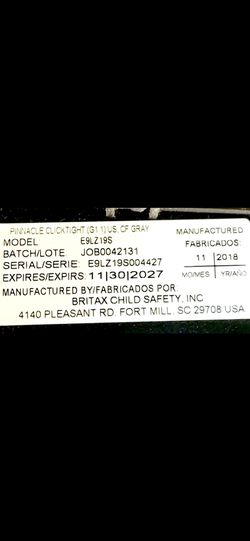 PINNACLE CLICKTIGHT (G1.1) US, CF GRAY
MODEL E9LZ19S
BATCH/LOTE: JOB0042131
SERIAL/SERIE: E9LZ19S004427
EXPIRES/EXPIRS: 11|30|2027
MANUFACTURED
FABRICADOS:
11 2018
MO/MES YR/AÑO
MANUFACTURED BY/FABRICADOS POR:
BRITAX CHILD SAFETY, INC
4140 PLEASANT RD. FORT MILL, SC 29708 USA